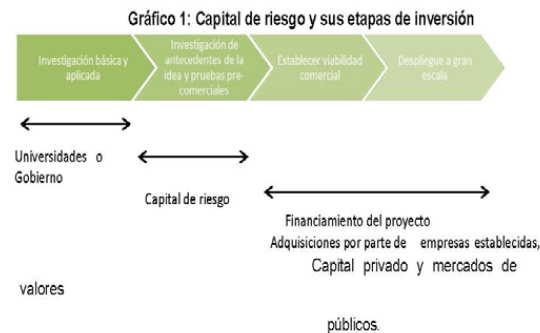 Gráfico 1: Capital de riesgo y sus etapas de inversión
Investigación básica y
aplicada
Investigación de
antecedentes de la
idea y pruebas pre-
comerciales
Establecer viabilidad
comercial
Despliegue a gran
escala
Universidades o
Gobierno
Capital de riesgo
Financiamiento del proyecto
Adquisiciones por parte de empresas establecidas,
Capital privado y mercados de
valores
públicos.